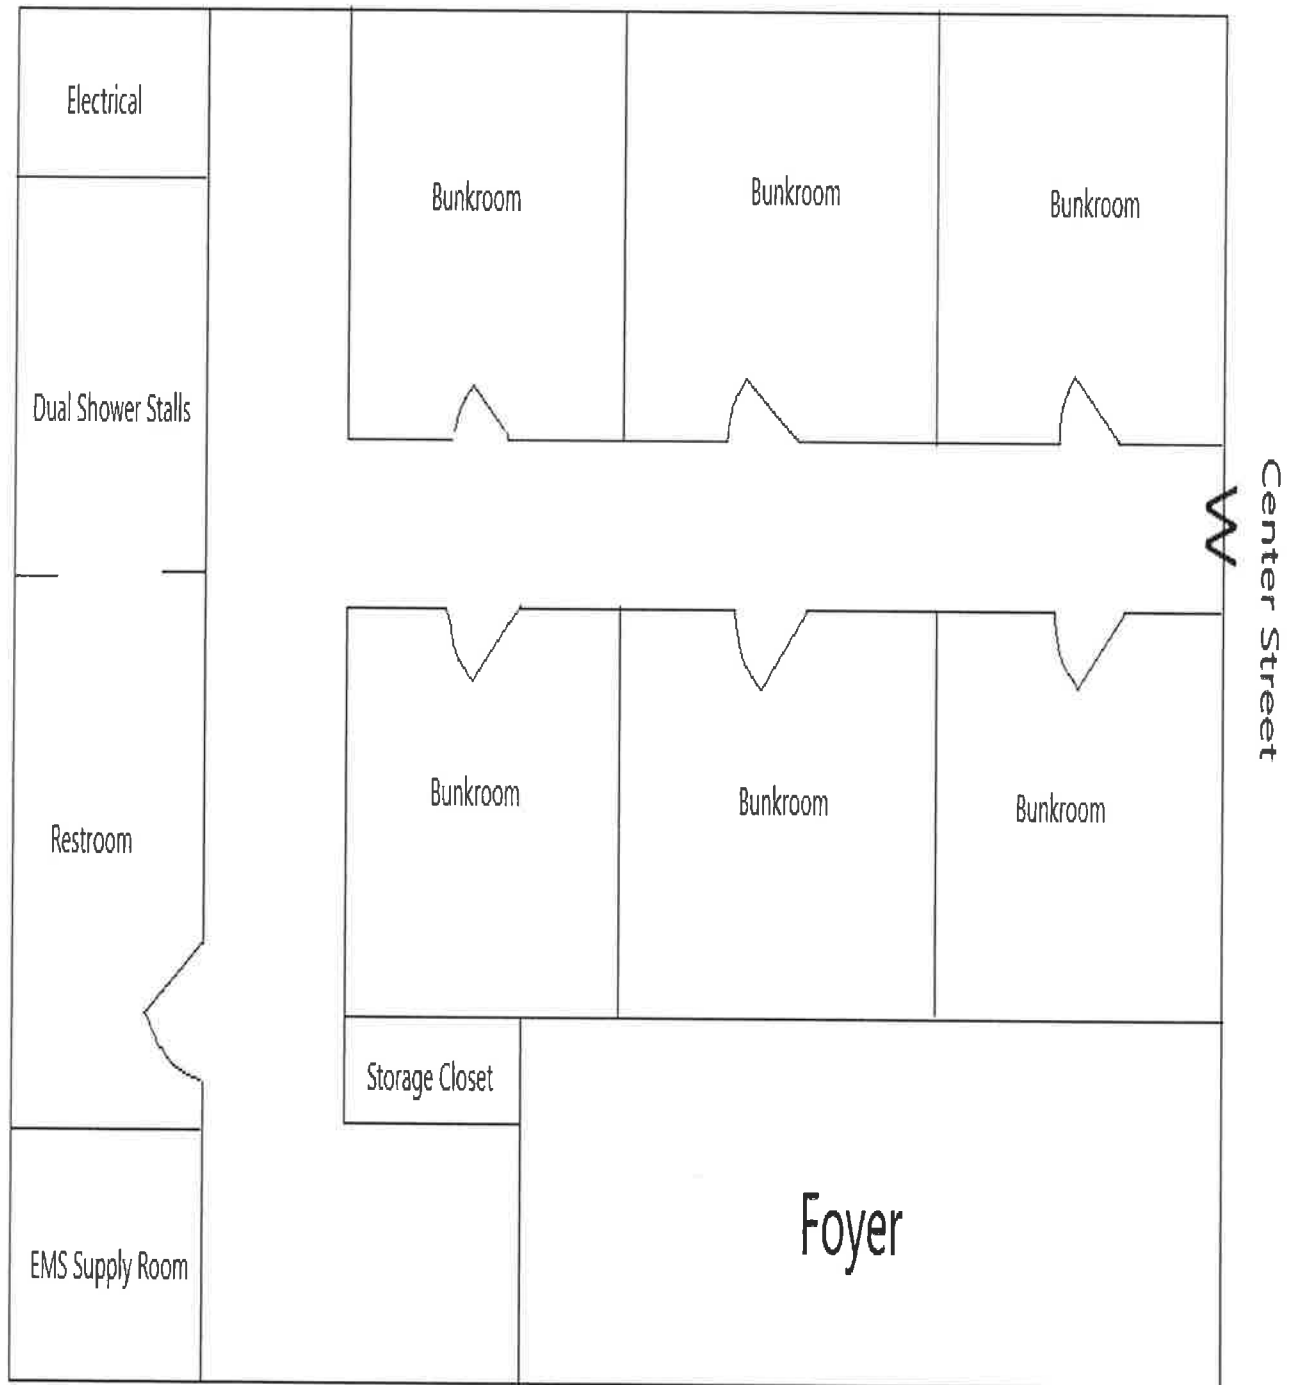 Electrical
Bunkroom
Bunkroom
Bunkroom
Dual Shower Stalls
Center Street
Bunkroom
Bunkroom
Bunkroom
Restroom
Storage Closet
Foyer
EMS Supply Room